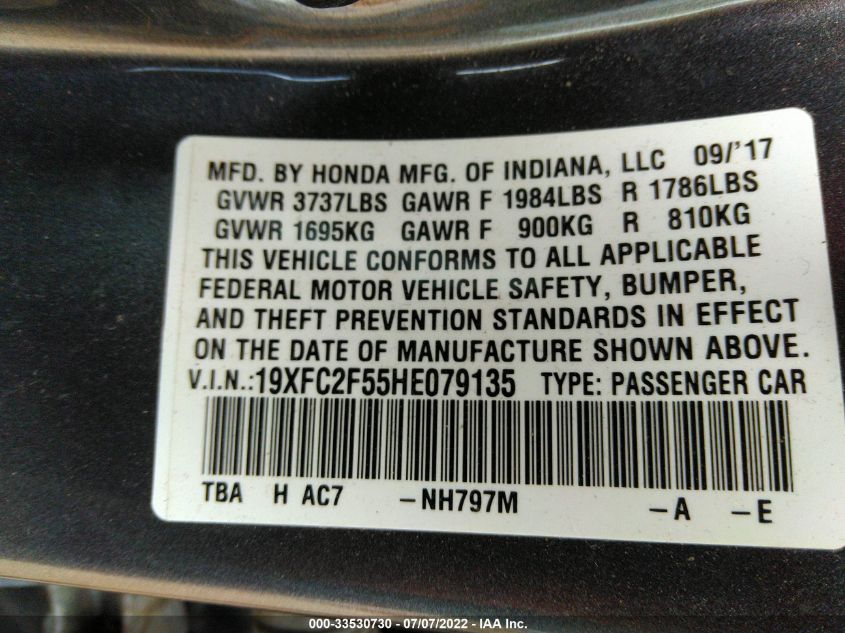 MFD. BY HONDA MFG. OF INDIANA, LLC 09/'17
GVWR 3737LBS GAWR F 1984LBS R 1786LBS
GVWR 1695KG GAWR F 900KG R 810KG
THIS VEHICLE CONFORMS TO ALL APPLICABLE
FEDERAL MOTOR VEHICLE SAFETY, BUMPER,
AND THEFT PREVENTION STANDARDS IN EFFECT
ON THE DATE OF MANUFACTURE SHOWN ABOVE.
V.I.N.:19XFC2F55HE079135 TYPE: PASSENGER CAR
TBA H AC7 -NH797M -A -E
000-33530730 - 07/07/2022 - IAA Inc.